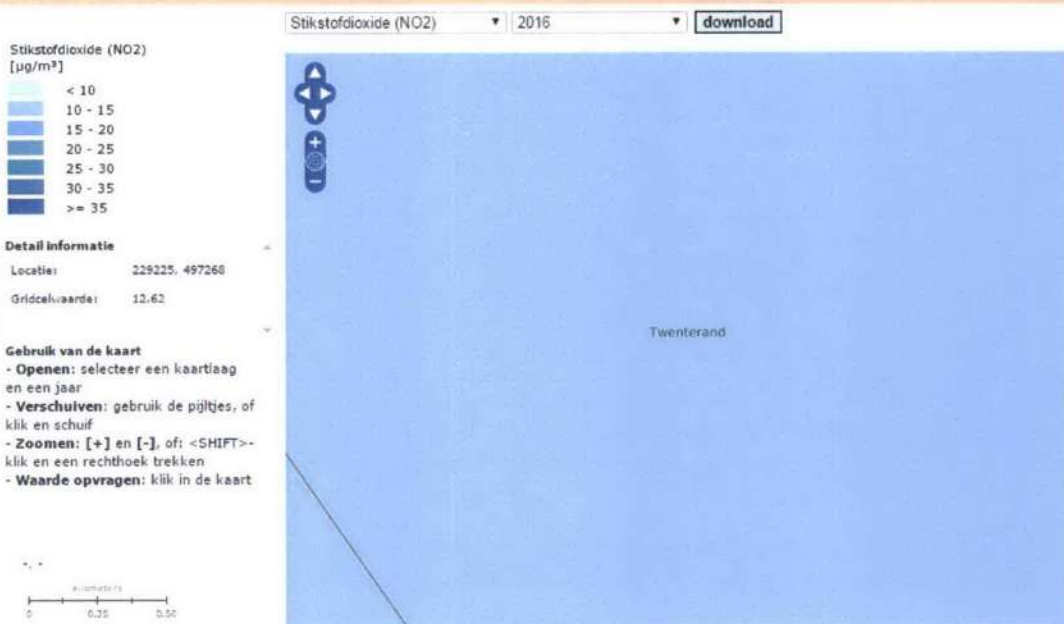 Stikstofdioxide (NO2) 2016 download
Stikstofdioxide (NO2)
[µg/m³]
< 10
10 - 15
15 - 20
20 - 25
25 - 30
30 - 35
>= 35
Detail informatie
Locatie: 229225, 497268
Gridcelwaarde: 12.62
Gebruik van de kaart
- Openen: selecteer een kaartlaag
en een jaar
- Verschuiven: gebruik de pijltjes, of
klik en schuif
- Zoomen: [+] en [-], of: <SHIFT>-
klik en een rechthoek trekken
- Waarde opvragen: klik in de kaart
-, -
kilometers
0 0.25 0.50
Twenterand